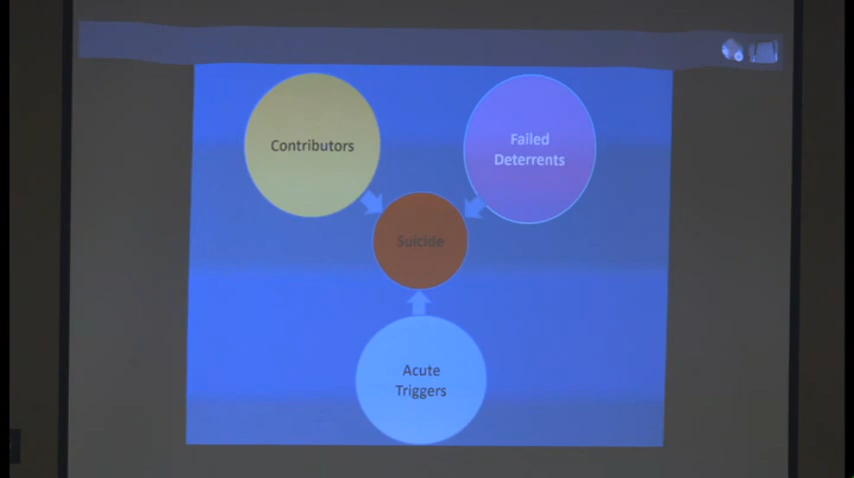 Contributors
Failed
Deterrents
Suicide
Acute
Triggers